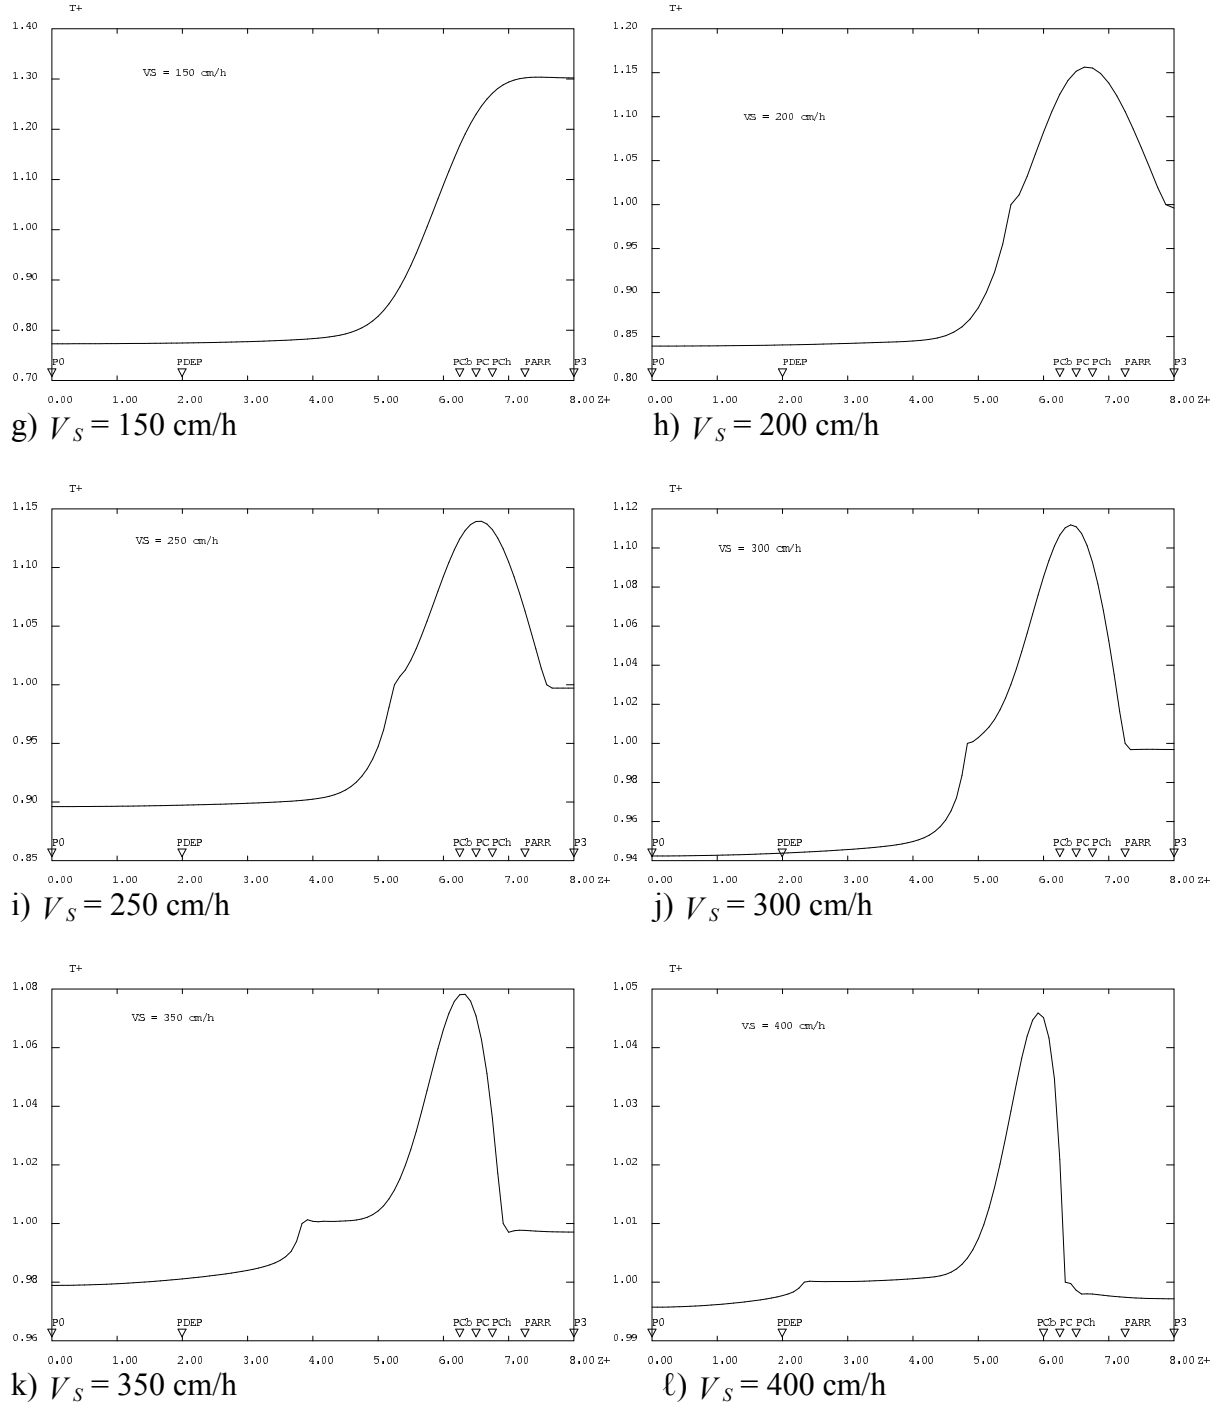 T+
1.40
1.30
1.20
1.10
1.00
0.90
0.80
0.70
VS = 150 cm/h
P0 PDEP PCb PC PCh PARR P3
0.00 1.00 2.00 3.00 4.00 5.00 6.00 7.00 8.00 Z+
g) V_S = 150 cm/h
T+
1.20
1.15
1.10
1.05
1.00
0.95
0.90
0.85
0.80
VS = 200 cm/h
P0 PDEP PCb PC PCh PARR P3
0.00 1.00 2.00 3.00 4.00 5.00 6.00 7.00 8.00 Z+
h) V_S = 200 cm/h
T+
1.15
1.10
1.05
1.00
0.95
0.90
0.85
VS = 250 cm/h
P0 PDEP PCb PC PCh PARR P3
0.00 1.00 2.00 3.00 4.00 5.00 6.00 7.00 8.00 Z+
i) V_S = 250 cm/h
T+
1.12
1.10
1.08
1.06
1.04
1.02
1.00
0.98
0.96
0.94
VS = 300 cm/h
P0 PDEP PCb PC PCh PARR P3
0.00 1.00 2.00 3.00 4.00 5.00 6.00 7.00 8.00 Z+
j) V_S = 300 cm/h
T+
1.08
1.06
1.04
1.02
1.00
0.98
0.96
VS = 350 cm/h
P0 PDEP PCb PC PCh PARR P3
0.00 1.00 2.00 3.00 4.00 5.00 6.00 7.00 8.00 Z+
k) V_S = 350 cm/h
T+
1.05
1.04
1.03
1.02
1.01
1.00
0.99
VS = 400 cm/h
P0 PDEP PCb PC PCh PARR P3
0.00 1.00 2.00 3.00 4.00 5.00 6.00 7.00 8.00 Z+
ℓ) V_S = 400 cm/h